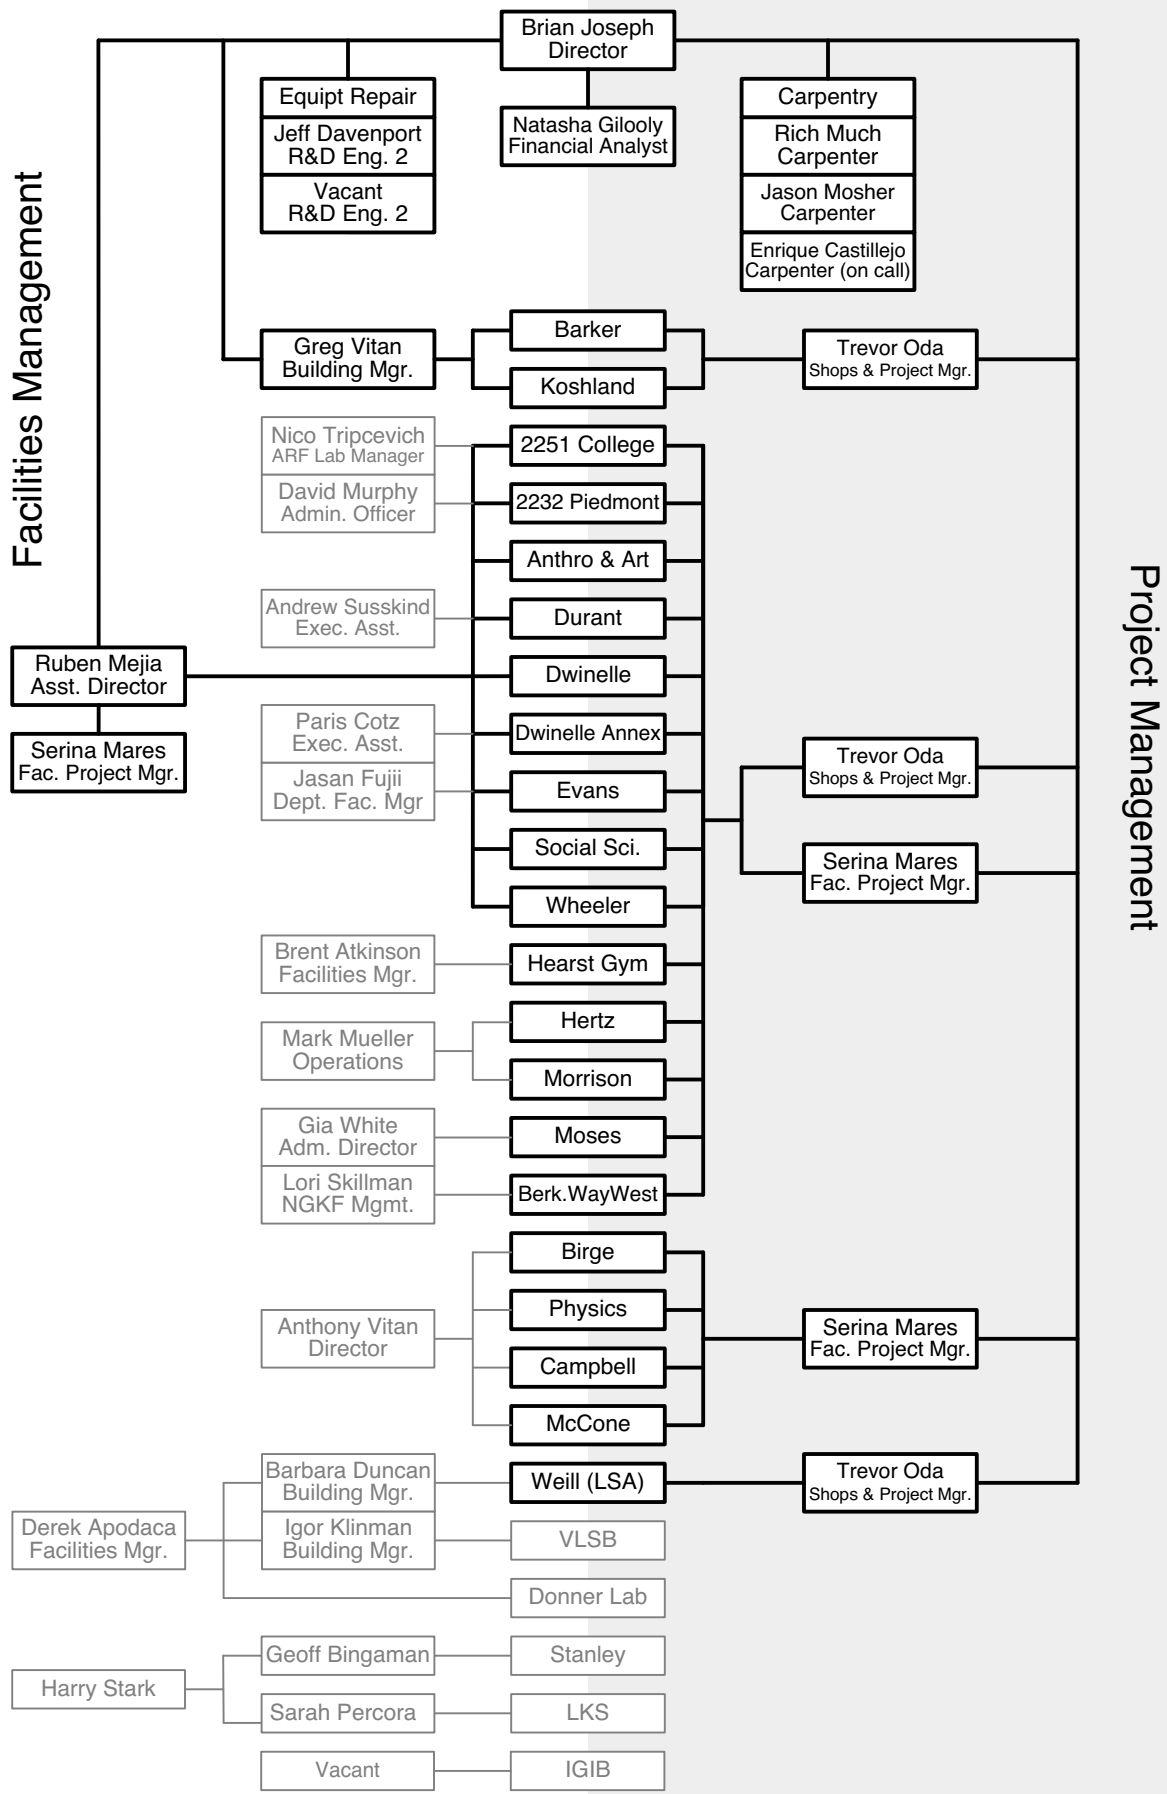 Brian Joseph
Director
Equipt Repair
Jeff Davenport
R&D Eng. 2
Vacant
R&D Eng. 2
Natasha Gilooly
Financial Analyst
Carpentry
Rich Much
Carpenter
Jason Mosher
Carpenter
Enrique Castillejo
Carpenter (on call)
Facilities Management
Project Management
Greg Vitan
Building Mgr.
Barker
Koshland
Trevor Oda
Shops & Project Mgr.
Nico Tripcevich
ARF Lab Manager
2251 College
David Murphy
Admin. Officer
2232 Piedmont
Anthro & Art
Andrew Susskind
Exec. Asst.
Durant
Ruben Mejia
Asst. Director
Dwinelle
Serina Mares
Fac. Project Mgr.
Paris Cotz
Exec. Asst.
Dwinelle Annex
Trevor Oda
Shops & Project Mgr.
Jasan Fujii
Dept. Fac. Mgr
Evans
Social Sci.
Serina Mares
Fac. Project Mgr.
Wheeler
Brent Atkinson
Facilities Mgr.
Hearst Gym
Mark Mueller
Operations
Hertz
Morrison
Gia White
Adm. Director
Moses
Lori Skillman
NGKF Mgmt.
Berk.WayWest
Birge
Anthony Vitan
Director
Physics
Campbell
Serina Mares
Fac. Project Mgr.
McCone
Barbara Duncan
Building Mgr.
Weill (LSA)
Trevor Oda
Shops & Project Mgr.
Derek Apodaca
Facilities Mgr.
Igor Klinman
Building Mgr.
VLSB
Donner Lab
Harry Stark
Geoff Bingaman
Stanley
Sarah Percora
LKS
Vacant
IGIB